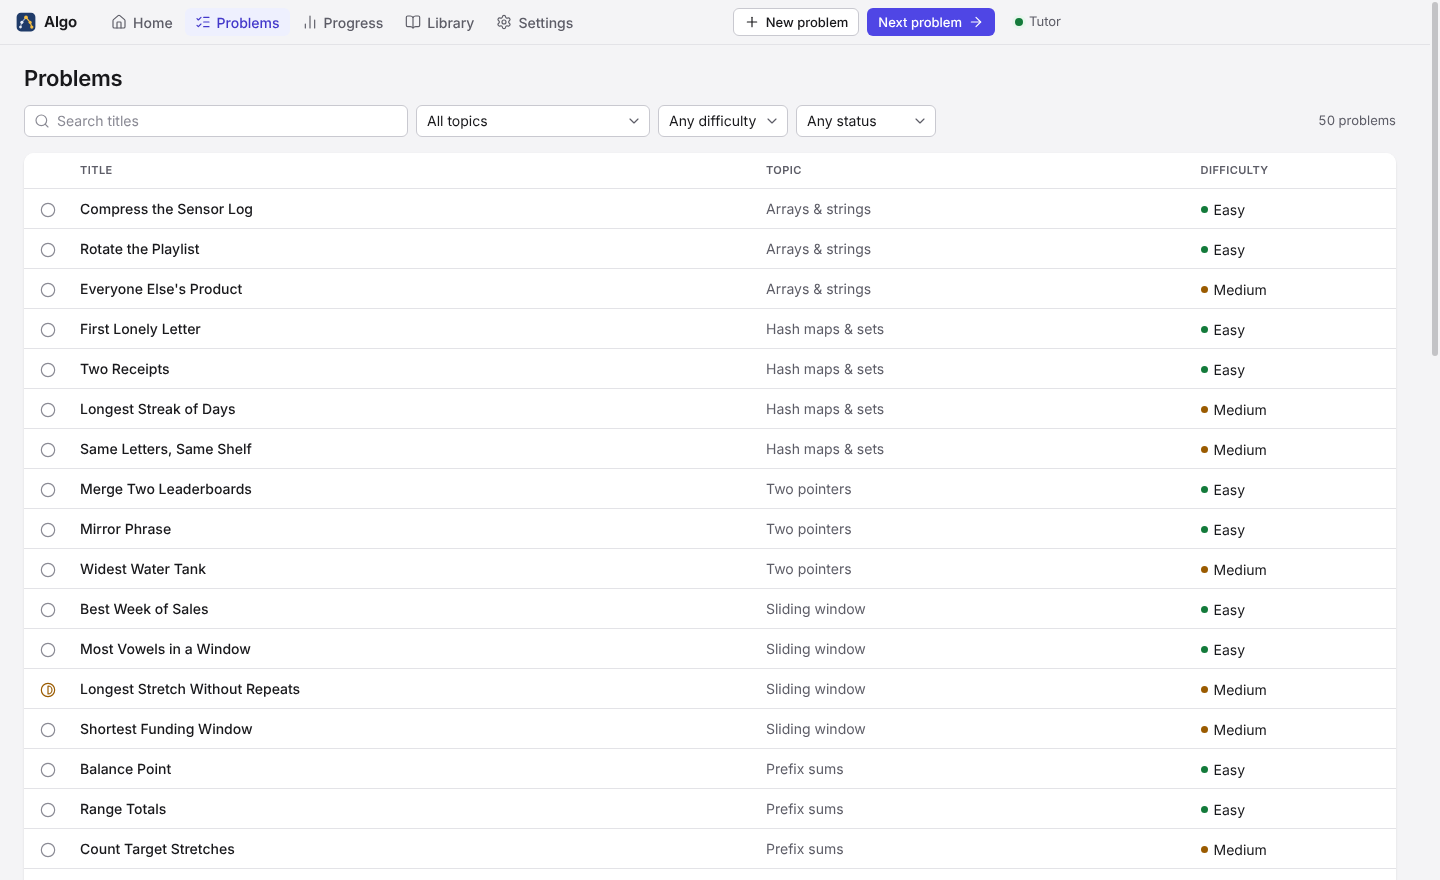 Algo Home Problems Progress Library Settings New problem Next problem Tutor
Problems
Search titles All topics Any difficulty Any status 50 problems
TITLE TOPIC DIFFICULTY
Compress the Sensor Log Arrays & strings Easy
Rotate the Playlist Arrays & strings Easy
Everyone Else's Product Arrays & strings Medium
First Lonely Letter Hash maps & sets Easy
Two Receipts Hash maps & sets Easy
Longest Streak of Days Hash maps & sets Medium
Same Letters, Same Shelf Hash maps & sets Medium
Merge Two Leaderboards Two pointers Easy
Mirror Phrase Two pointers Easy
Widest Water Tank Two pointers Medium
Best Week of Sales Sliding window Easy
Most Vowels in a Window Sliding window Easy
Longest Stretch Without Repeats Sliding window Medium
Shortest Funding Window Sliding window Medium
Balance Point Prefix sums Easy
Range Totals Prefix sums Easy
Count Target Stretches Prefix sums Medium